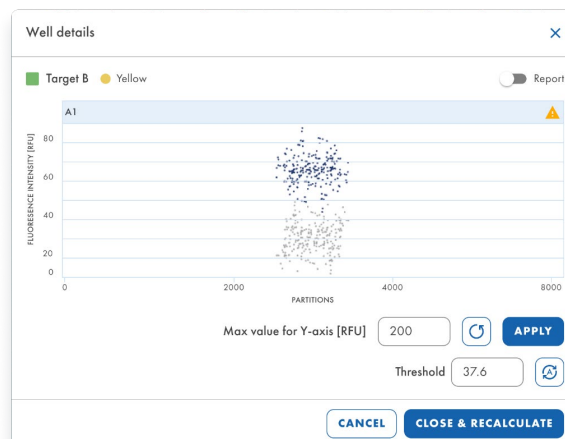 Well details
Target B Yellow Report
A1
FLUORESENCE INTENSITY [RFU]
80
60
40
20
0
0 2000 4000 8000
PARTITIONS
Max value for Y-axis [RFU] 200 APPLY
Threshold 37.6 A
CANCEL CLOSE & RECALCULATE